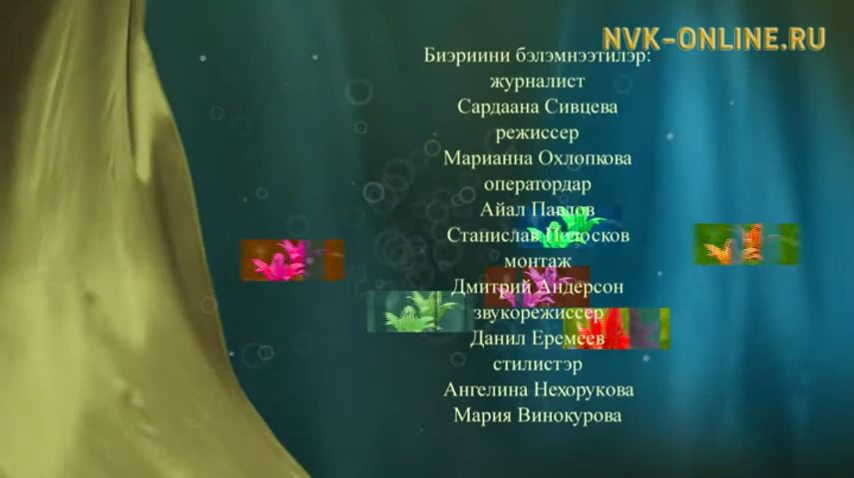 NVK-ONLINE.RU
Биэриини бэлэмнээтилэр:
журналист
Сардаана Сивцева
режиссер
Марианна Охлопкова
оператордар
Айал Павлов
Станислав
монтаж
Дмитрий Андерсон
звукорежиссер
Данил Еремеев
стилистэр
Ангелина Нехорукова
Мария Винокурова